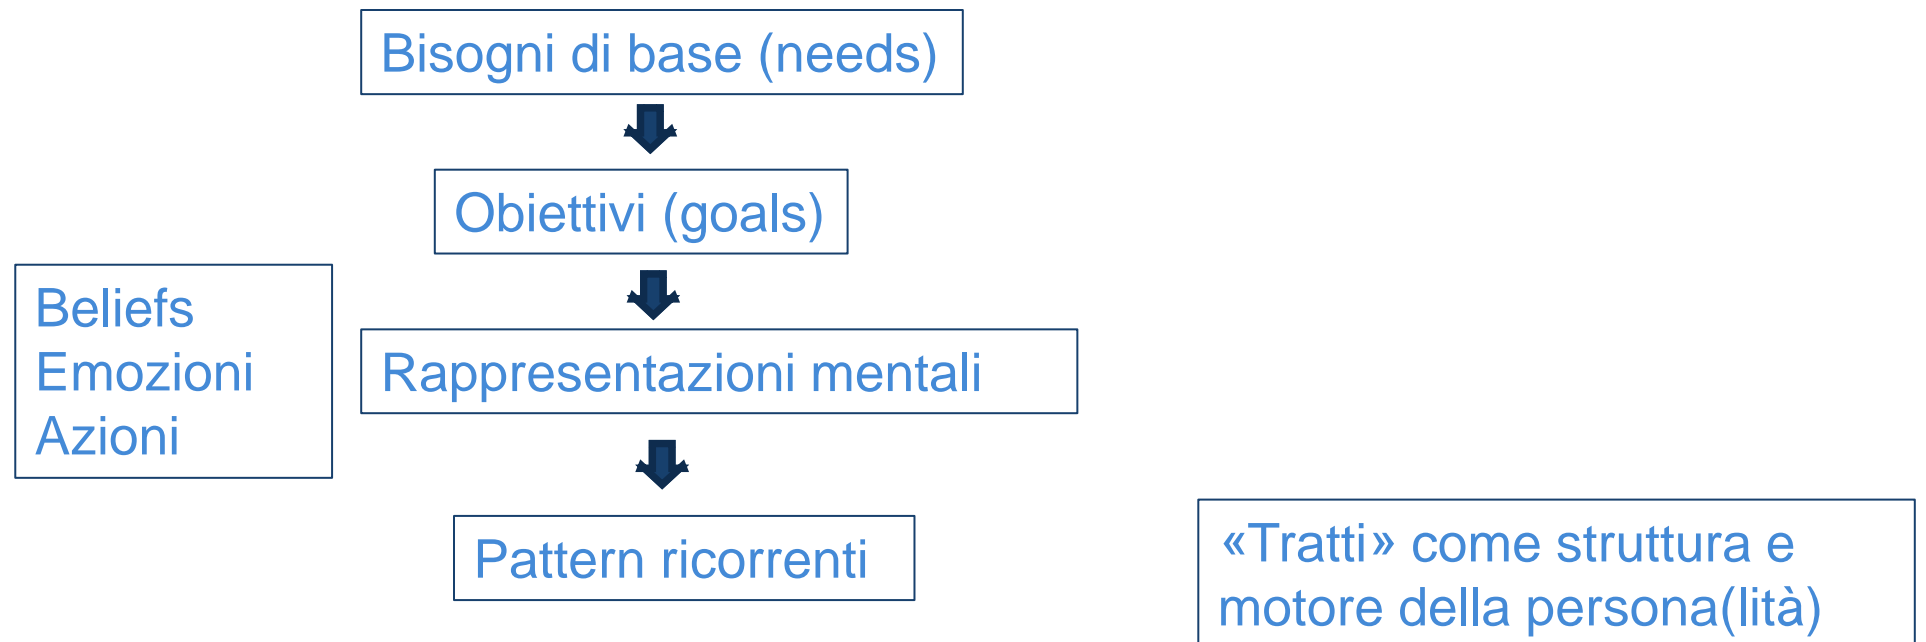 Bisogni di base (needs)
Obiettivi (goals)
Beliefs
Emozioni
Azioni
Rappresentazioni mentali
Pattern ricorrenti
«Tratti» come struttura e
motore della persona(lità)